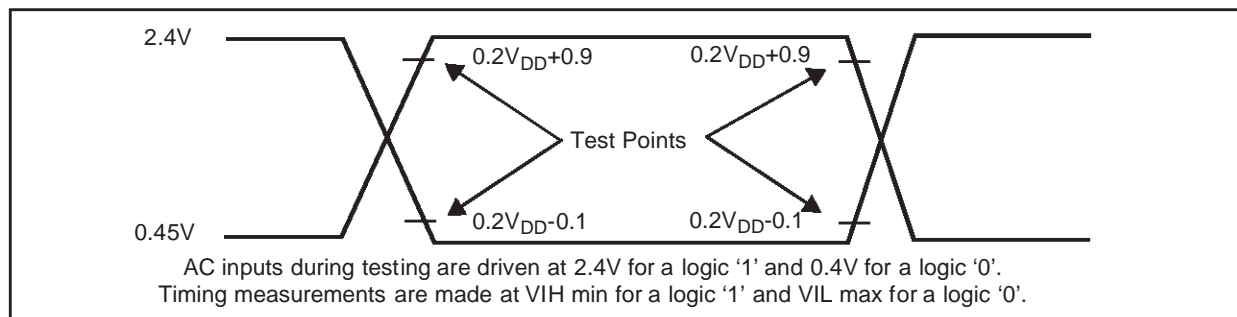 2.4V
0.2VDD+0.9 0.2VDD+0.9
Test Points
0.2VDD-0.1 0.2VDD-0.1
0.45V
AC inputs during testing are driven at 2.4V for a logic ‘1’ and 0.4V for a logic ‘0’.
Timing measurements are made at VIH min for a logic ‘1’ and VIL max for a logic ‘0’.